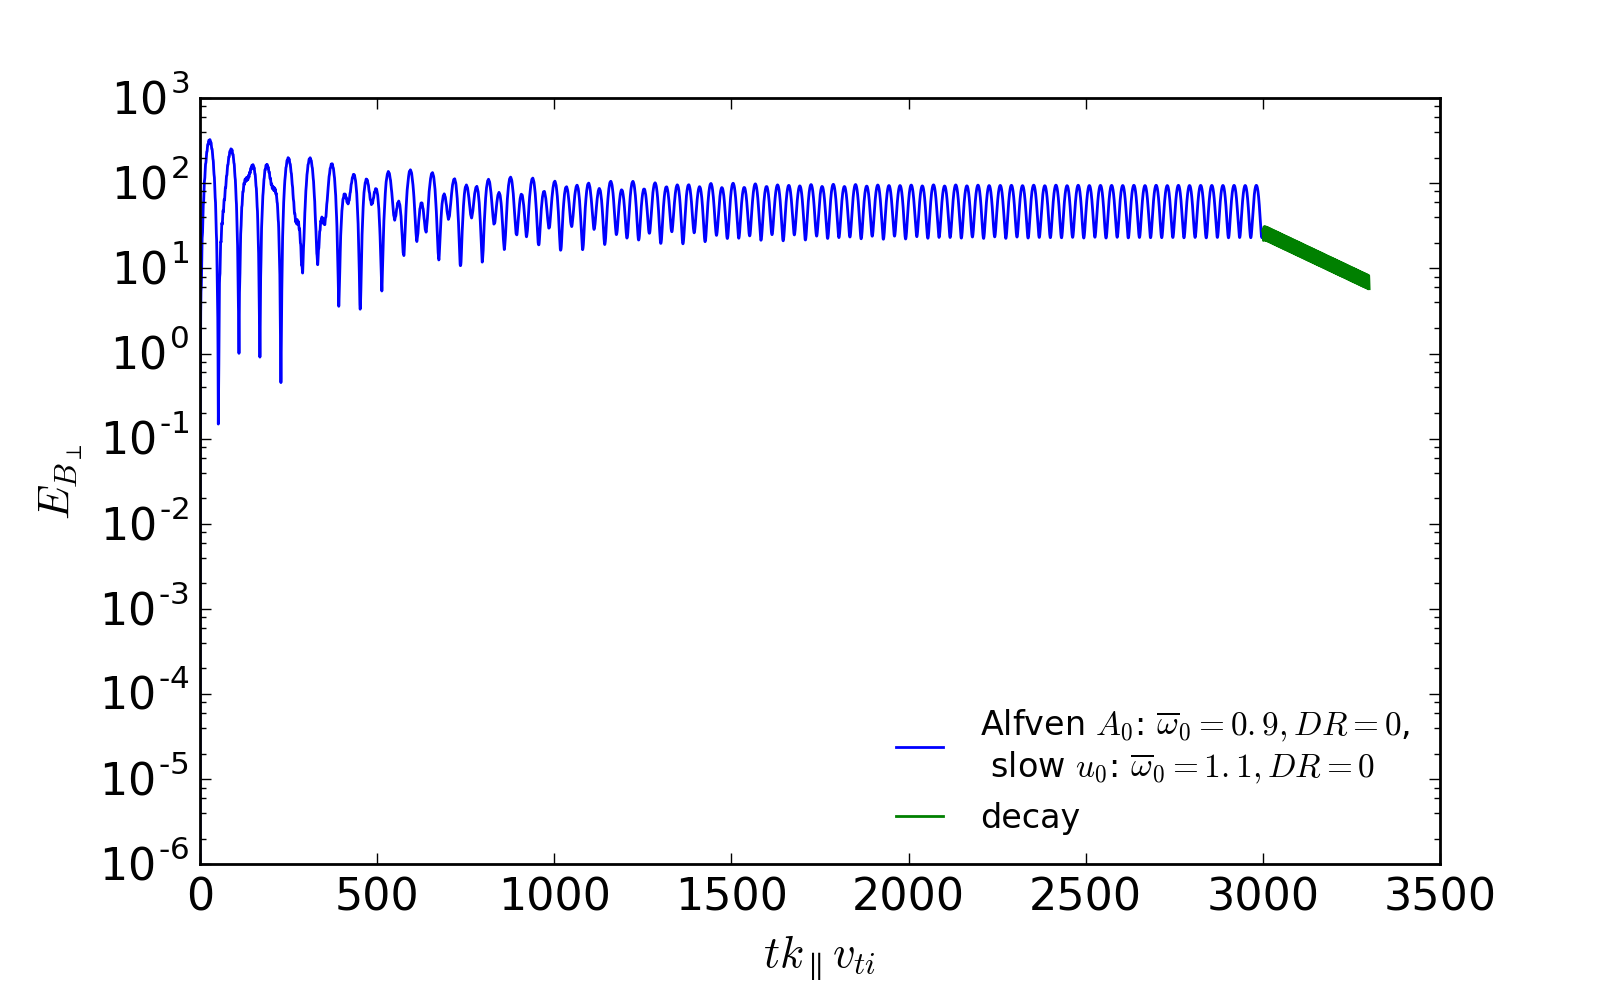 10^3
10^2
10^1
10^0
10^-1
10^-2
10^-3
10^-4
10^-5
10^-6
E_{B_⊥}
Alfven A_0: ω̅_0 = 0.9, DR = 0,
slow u_0: ω̅_0 = 1.1, DR = 0
decay
0 500 1000 1500 2000 2500 3000 3500
tk_∥ v_{ti}